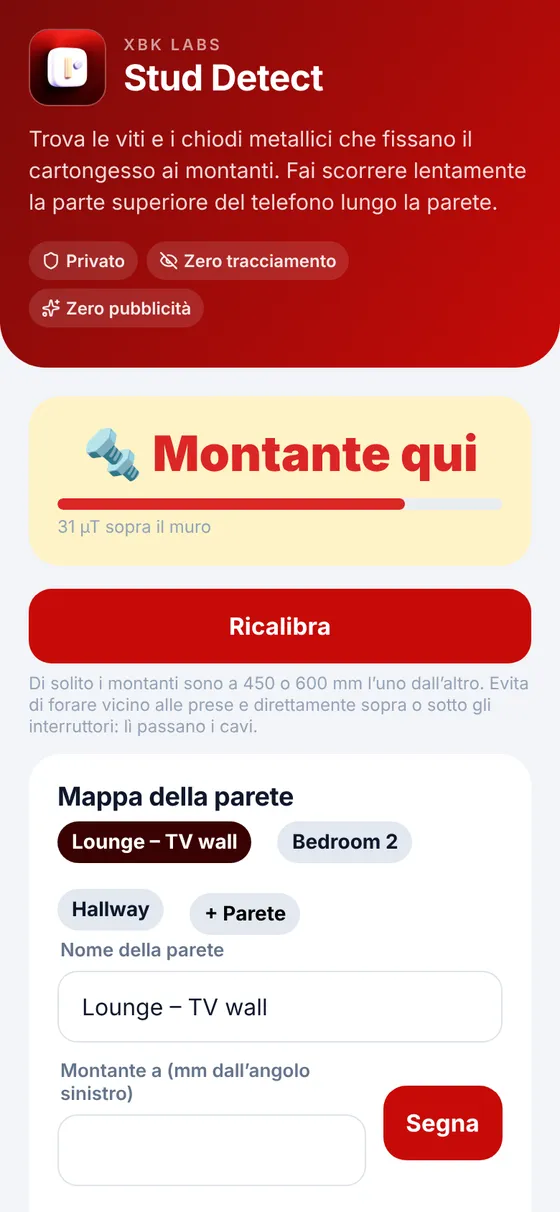 XBK LABS
Stud Detect
Trova le viti e i chiodi metallici che fissano il
cartongesso ai montanti. Fai scorrere lentamente
la parte superiore del telefono lungo la parete.
Privato
Zero tracciamento
Zero pubblicità
Montante qui
31 µT sopra il muro
Ricalibra
Di solito i montanti sono a 450 o 600 mm l’uno dall’altro. Evita
di forare vicino alle prese e direttamente sopra o sotto gli
interruttori: lì passano i cavi.
Mappa della parete
Lounge – TV wall
Bedroom 2
Hallway
+ Parete
Nome della parete
Lounge – TV wall
Montante a (mm dall’angolo
sinistro)
Segna